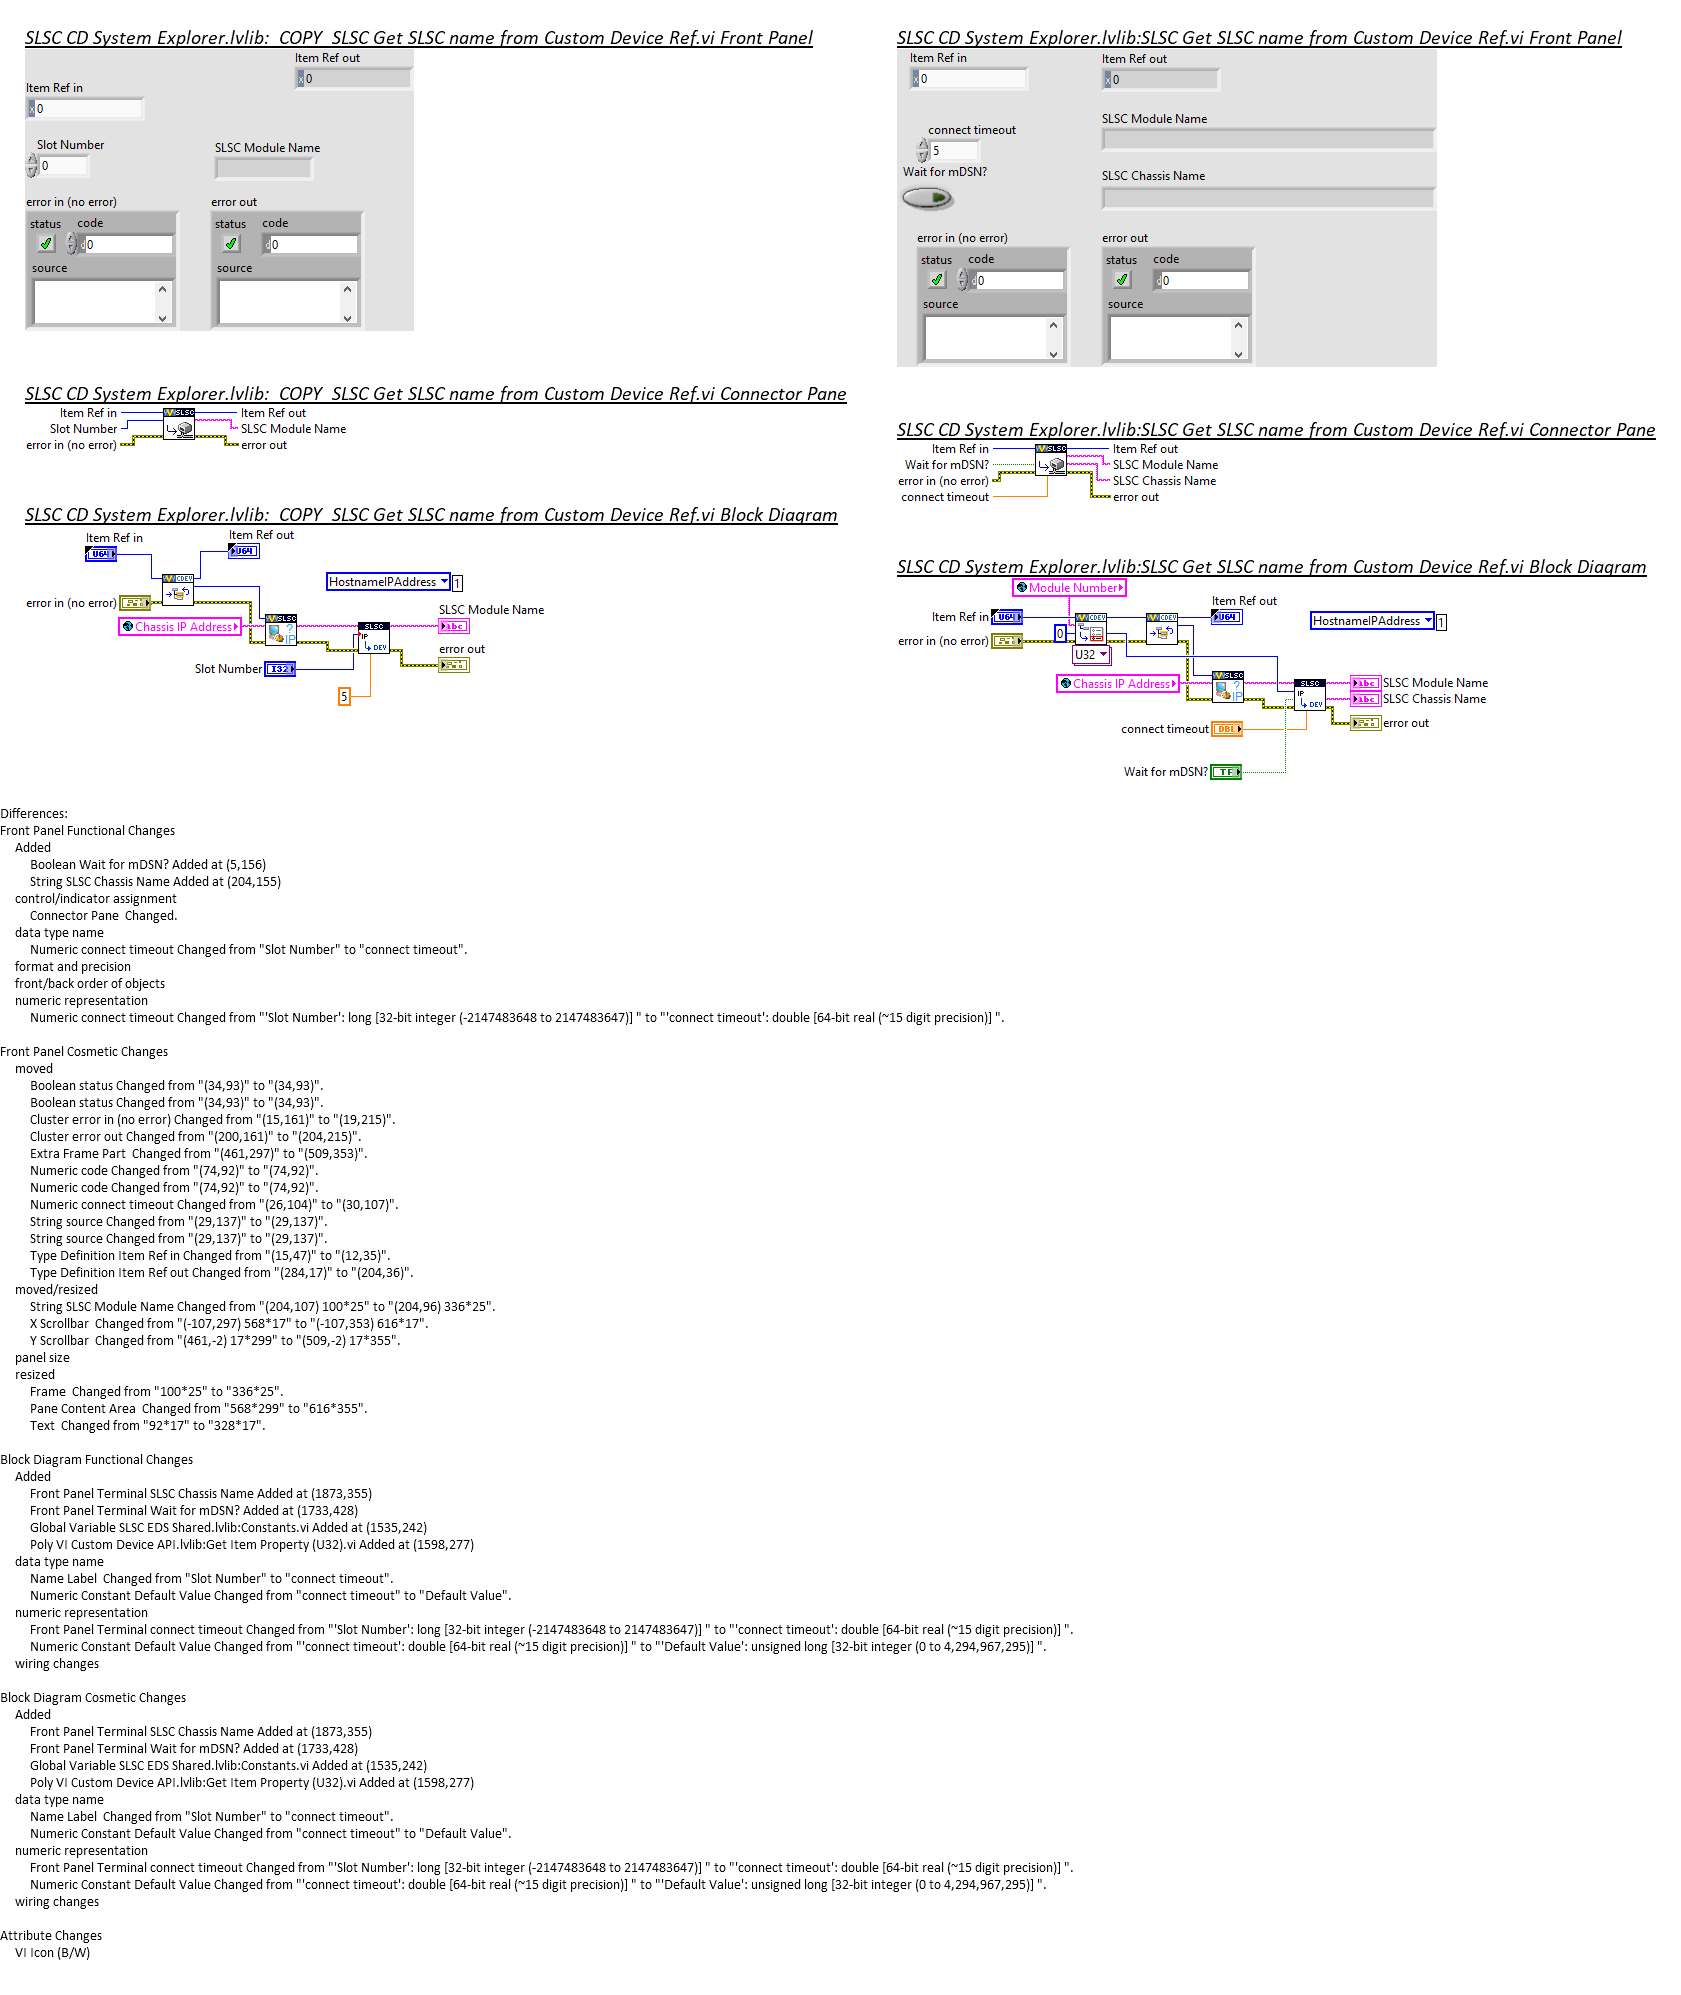 SLSC CD System Explorer.lvlib:  COPY  SLSC Get SLSC name from Custom Device Ref.vi Front Panel
Item Ref out
x 0
Item Ref in
x 0
Slot Number
0
SLSC Module Name
error in (no error)
status
code
d 0
source
error out
status
code
d 0
source
SLSC CD System Explorer.lvlib:  COPY  SLSC Get SLSC name from Custom Device Ref.vi Connector Pane
Item Ref in
Slot Number
error in (no error)
SLSC
Item Ref out
SLSC Module Name
error out
SLSC CD System Explorer.lvlib:  COPY  SLSC Get SLSC name from Custom Device Ref.vi Block Diagram
Item Ref in
U64
Item Ref out
U64
CDEV
HostnameIPAddress
1
error in (no error)
Chassis IP Address
SLSC
?
IP
SLSC
IP
DEV
SLSC Module Name
abc
error out
Slot Number
I32
5
SLSC CD System Explorer.lvlib:SLSC Get SLSC name from Custom Device Ref.vi Front Panel
Item Ref in
x 0
Item Ref out
x 0
connect timeout
5
SLSC Module Name
Wait for mDSN?
SLSC Chassis Name
error in (no error)
status
code
d 0
source
error out
status
code
d 0
source
SLSC CD System Explorer.lvlib:SLSC Get SLSC name from Custom Device Ref.vi Connector Pane
Item Ref in
Wait for mDSN?
error in (no error)
connect timeout
SLSC
Item Ref out
SLSC Module Name
SLSC Chassis Name
error out
SLSC CD System Explorer.lvlib:SLSC Get SLSC name from Custom Device Ref.vi Block Diagram
Module Number
Item Ref in
U64
CDEV
CDEV
Item Ref out
U64
HostnameIPAddress
1
error in (no error)
0
U32
Chassis IP Address
SLSC
?
IP
SLSC
IP
DEV
abc
SLSC Module Name
abc
SLSC Chassis Name
error out
connect timeout
DBL
Wait for mDSN?
TF
Differences:
Front Panel Functional Changes
Added
Boolean Wait for mDSN? Added at (5,156)
String SLSC Chassis Name Added at (204,155)
control/indicator assignment
Connector Pane  Changed.
data type name
Numeric connect timeout Changed from "Slot Number" to "connect timeout".
format and precision
front/back order of objects
numeric representation
Numeric connect timeout Changed from "'Slot Number': long [32-bit integer (-2147483648 to 2147483647)] " to "'connect timeout': double [64-bit real (~15 digit precision)] ".
Front Panel Cosmetic Changes
moved
Boolean status Changed from "(34,93)" to "(34,93)".
Boolean status Changed from "(34,93)" to "(34,93)".
Cluster error in (no error) Changed from "(15,161)" to "(19,215)".
Cluster error out Changed from "(200,161)" to "(204,215)".
Extra Frame Part  Changed from "(461,297)" to "(509,353)".
Numeric code Changed from "(74,92)" to "(74,92)".
Numeric code Changed from "(74,92)" to "(74,92)".
Numeric connect timeout Changed from "(26,104)" to "(30,107)".
String source Changed from "(29,137)" to "(29,137)".
String source Changed from "(29,137)" to "(29,137)".
Type Definition Item Ref in Changed from "(15,47)" to "(12,35)".
Type Definition Item Ref out Changed from "(284,17)" to "(204,36)".
moved/resized
String SLSC Module Name Changed from "(204,107) 100*25" to "(204,96) 336*25".
X Scrollbar  Changed from "(-107,297) 568*17" to "(-107,353) 616*17".
Y Scrollbar  Changed from "(461,-2) 17*299" to "(509,-2) 17*355".
panel size
resized
Frame  Changed from "100*25" to "336*25".
Pane Content Area  Changed from "568*299" to "616*355".
Text  Changed from "92*17" to "328*17".
Block Diagram Functional Changes
Added
Front Panel Terminal SLSC Chassis Name Added at (1873,355)
Front Panel Terminal Wait for mDSN? Added at (1733,428)
Global Variable SLSC EDS Shared.lvlib:Constants.vi Added at (1535,242)
Poly VI Custom Device API.lvlib:Get Item Property (U32).vi Added at (1598,277)
data type name
Name Label  Changed from "Slot Number" to "connect timeout".
Numeric Constant Default Value Changed from "connect timeout" to "Default Value".
numeric representation
Front Panel Terminal connect timeout Changed from "'Slot Number': long [32-bit integer (-2147483648 to 2147483647)] " to "'connect timeout': double [64-bit real (~15 digit precision)] ".
Numeric Constant Default Value Changed from "'connect timeout': double [64-bit real (~15 digit precision)] " to "'Default Value': unsigned long [32-bit integer (0 to 4,294,967,295)] ".
wiring changes
Block Diagram Cosmetic Changes
Added
Front Panel Terminal SLSC Chassis Name Added at (1873,355)
Front Panel Terminal Wait for mDSN? Added at (1733,428)
Global Variable SLSC EDS Shared.lvlib:Constants.vi Added at (1535,242)
Poly VI Custom Device API.lvlib:Get Item Property (U32).vi Added at (1598,277)
data type name
Name Label  Changed from "Slot Number" to "connect timeout".
Numeric Constant Default Value Changed from "connect timeout" to "Default Value".
numeric representation
Front Panel Terminal connect timeout Changed from "'Slot Number': long [32-bit integer (-2147483648 to 2147483647)] " to "'connect timeout': double [64-bit real (~15 digit precision)] ".
Numeric Constant Default Value Changed from "'connect timeout': double [64-bit real (~15 digit precision)] " to "'Default Value': unsigned long [32-bit integer (0 to 4,294,967,295)] ".
wiring changes
Attribute Changes
VI Icon (B/W)